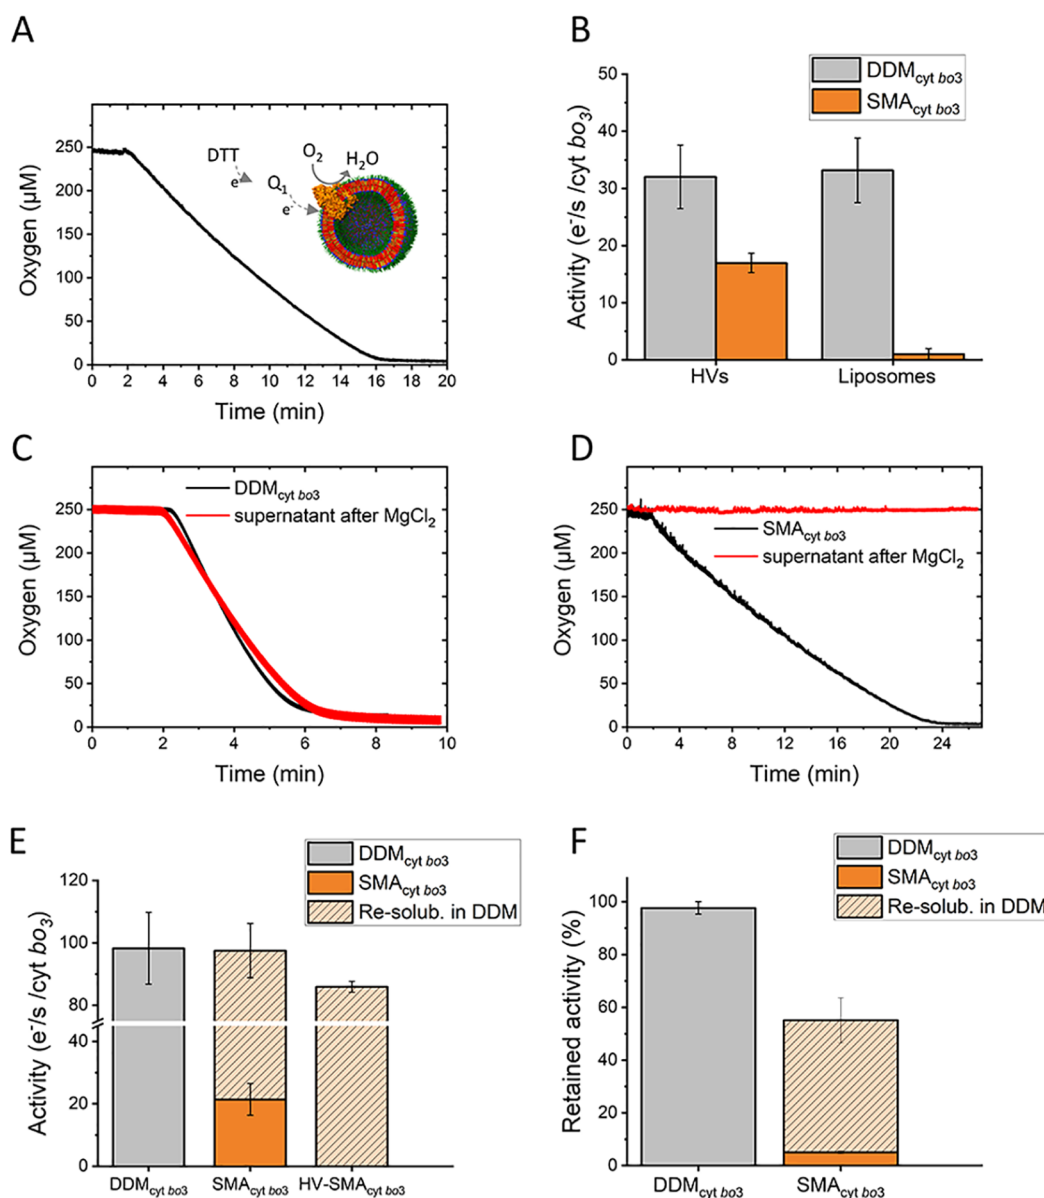 A
Oxygen (µM)
250
200
150
100
50
0
DTT
e⁻
Q₁
e⁻
O₂
H₂O
0 2 4 6 8 10 12 14 16 18 20
Time (min)
B
DDMcyt bo3
SMAcyt bo3
Activity (e⁻/s /cyt bo₃)
50
40
30
20
10
0
HVs Liposomes
C
DDMcyt bo3
supernatant after MgCl₂
Oxygen (µM)
250
200
150
100
50
0
0 2 4 6 8 10
Time (min)
D
SMAcyt bo3
supernatant after MgCl₂
Oxygen (µM)
250
200
150
100
50
0
0 4 8 12 16 20 24
Time (min)
E
DDMcyt bo3
SMAcyt bo3
Re-solub. in DDM
Activity (e⁻/s /cyt bo₃)
120
100
80
40
20
0
DDMcyt bo3 SMAcyt bo3 HV-SMAcyt bo3
F
DDMcyt bo3
SMAcyt bo3
Re-solub. in DDM
Retained activity (%)
100
80
60
40
20
0
DDMcyt bo3 SMAcyt bo3